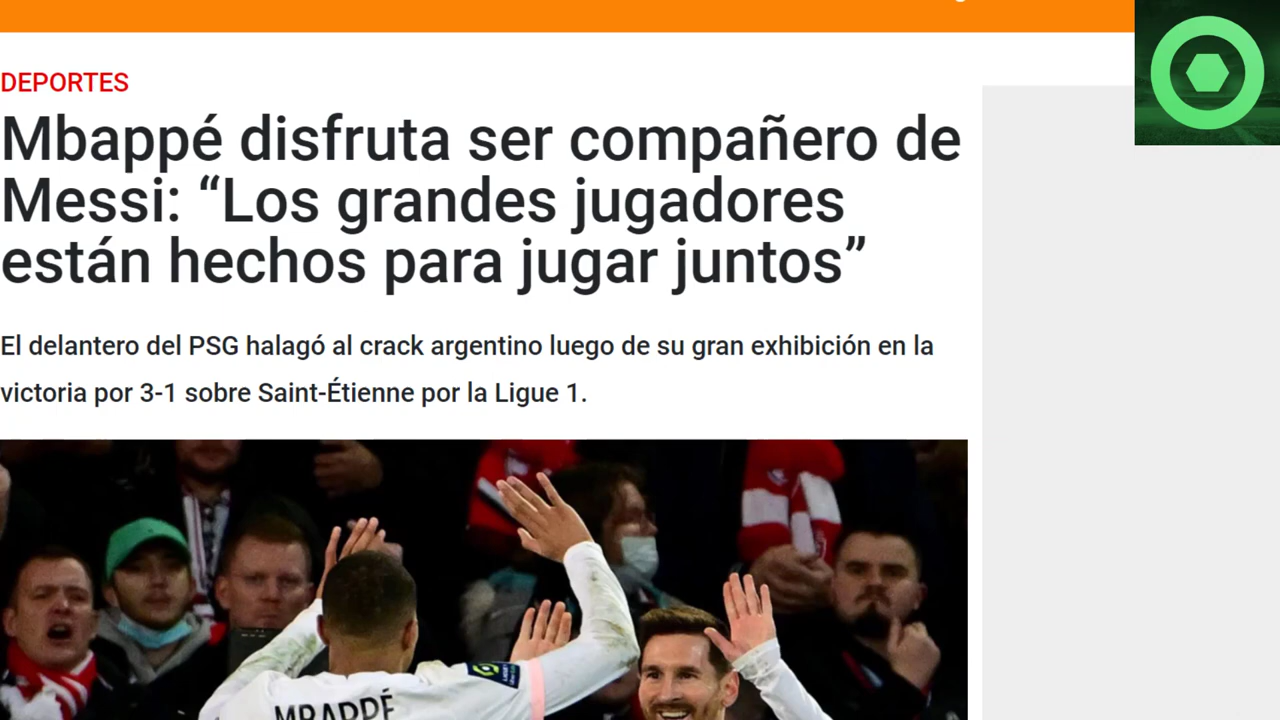 DEPORTES
Mbappé disfruta ser compañero de
Messi: “Los grandes jugadores
están hechos para jugar juntos”
El delantero del PSG halagó al crack argentino luego de su gran exhibición en la
victoria por 3-1 sobre Saint-Étienne por la Ligue 1.
MBAPPÉ